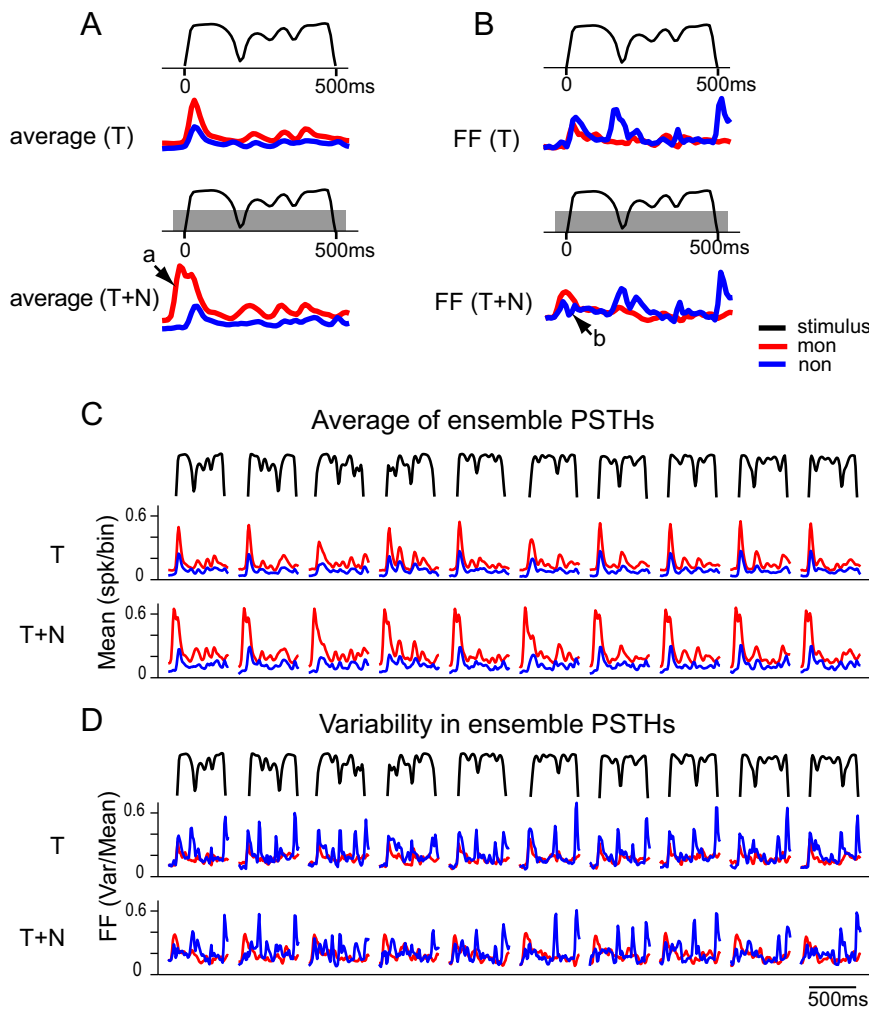 A
B
0
500ms
0
500ms
average (T)
FF (T)
0
500ms
0
500ms
a
average (T+N)
FF (T+N)
b
stimulus
mon
non
C
Average of ensemble PSTHs
T
T+N
Mean (spk/bin)
0.6
0
0.6
0
D
Variability in ensemble PSTHs
T
T+N
FF (Var/Mean)
0.6
0
0.6
0
500ms